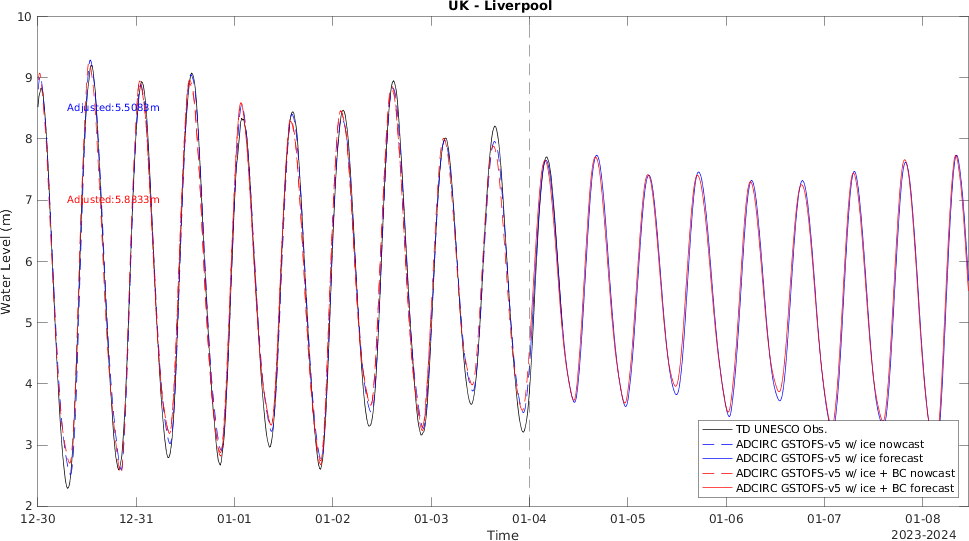 UK - Liverpool
10
9
8
7
6
5
4
3
2
Water Level (m)
Adjusted:5.5083m
Adjusted:5.8333m
TD UNESCO Obs.
ADCIRC GSTOFS-v5 w/ ice nowcast
ADCIRC GSTOFS-v5 w/ ice forecast
ADCIRC GSTOFS-v5 w/ ice + BC nowcast
ADCIRC GSTOFS-v5 w/ ice + BC forecast
12-30 12-31 01-01 01-02 01-03 01-04 01-05 01-06 01-07 01-08
Time
2023-2024